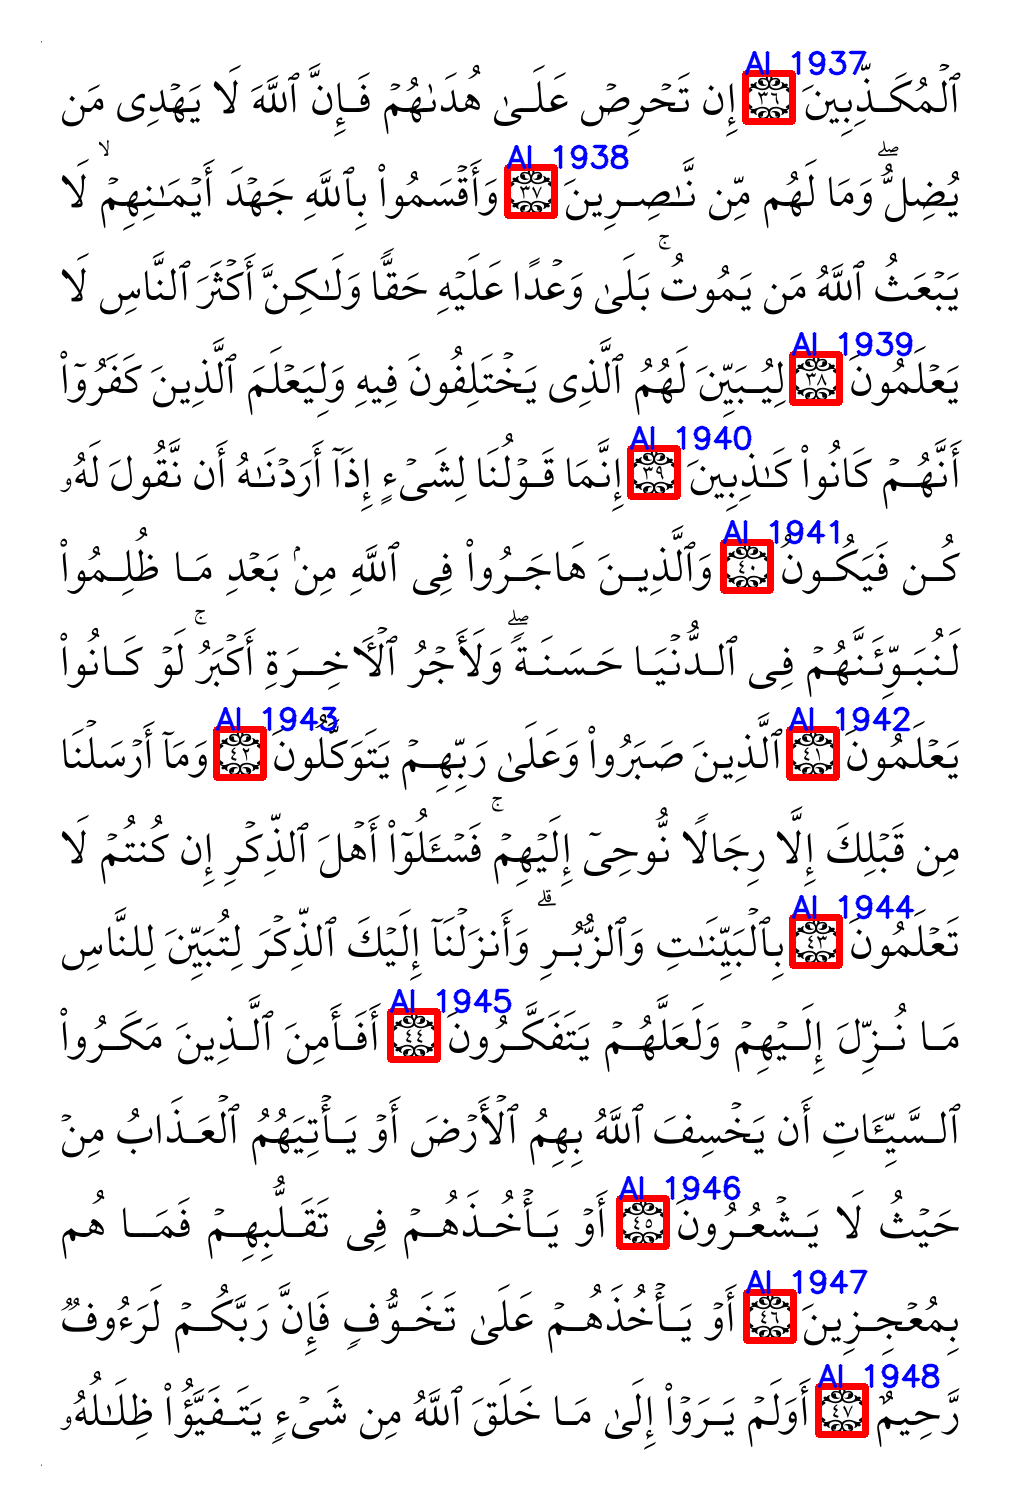 AI_1937
ٱلۡمُكَذِّبِينَ ٣٦ إِن تَحۡرِصۡ عَلَىٰ هُدَىٰهُمۡ فَإِنَّ ٱللَّهَ لَا يَهۡدِى مَن
AI_1938
يُضِلُّۖ وَمَا لَهُم مِّن نَّـٰصِرِينَ ٣٧ وَأَقۡسَمُوا۟ بِٱللَّهِ جَهۡدَ أَيۡمَـٰنِهِمۡۙ لَا
يَبۡعَثُ ٱللَّهُ مَن يَمُوتُۚ بَلَىٰ وَعۡدًا عَلَيۡهِ حَقًّا وَلَـٰكِنَّ أَكۡثَرَ ٱلنَّاسِ لَا
AI_1939
يَعۡلَمُونَ ٣٨ لِيُبَيِّنَ لَهُمُ ٱلَّذِى يَخۡتَلِفُونَ فِيهِ وَلِيَعۡلَمَ ٱلَّذِينَ كَفَرُوٓا۟
AI_1940
أَنَّهُمۡ كَانُوا۟ كَـٰذِبِينَ ٣٩ إِنَّمَا قَوۡلُنَا لِشَىۡءٍ إِذَآ أَرَدۡنَـٰهُ أَن نَّقُولَ لَهُۥ
AI_1941
كُن فَيَكُونُ ٤٠ وَٱلَّذِينَ هَاجَرُوا۟ فِى ٱللَّهِ مِنۢ بَعۡدِ مَا ظُلِمُوا۟
لَنُبَوِّئَنَّهُمۡ فِى ٱلدُّنۡيَا حَسَنَةًۖ وَلَأَجۡرُ ٱلۡـَٔاخِرَةِ أَكۡبَرُۚ لَوۡ كَانُوا۟
AI_1943 AI_1942
يَعۡلَمُونَ ٤١ ٱلَّذِينَ صَبَرُوا۟ وَعَلَىٰ رَبِّهِمۡ يَتَوَكَّلُونَ ٤٢ وَمَآ أَرۡسَلۡنَا
مِن قَبۡلِكَ إِلَّا رِجَالًا نُّوحِىٓ إِلَيۡهِمۡۚ فَسۡـَٔلُوٓا۟ أَهۡلَ ٱلذِّكۡرِ إِن كُنتُمۡ لَا
AI_1944
تَعۡلَمُونَ ٤٣ بِٱلۡبَيِّنَـٰتِ وَٱلزُّبُرِۗ وَأَنزَلۡنَآ إِلَيۡكَ ٱلذِّكۡرَ لِتُبَيِّنَ لِلنَّاسِ
AI_1945
مَا نُزِّلَ إِلَيۡهِمۡ وَلَعَلَّهُمۡ يَتَفَكَّرُونَ ٤٤ أَفَأَمِنَ ٱلَّذِينَ مَكَرُوا۟
ٱلسَّيِّـَٔاتِ أَن يَخۡسِفَ ٱللَّهُ بِهِمُ ٱلۡأَرۡضَ أَوۡ يَأۡتِيَهُمُ ٱلۡعَذَابُ مِنۡ
AI_1946
حَيۡثُ لَا يَشۡعُرُونَ ٤٥ أَوۡ يَأۡخُذَهُمۡ فِى تَقَلُّبِهِمۡ فَمَا هُم
AI_1947
بِمُعۡجِزِينَ ٤٦ أَوۡ يَأۡخُذَهُمۡ عَلَىٰ تَخَوُّفٍ فَإِنَّ رَبَّكُمۡ لَرَءُوفٌ
AI_1948
رَّحِيمٌ ٤٧ أَوَلَمۡ يَرَوۡا۟ إِلَىٰ مَا خَلَقَ ٱللَّهُ مِن شَىۡءٍ يَتَفَيَّؤُا۟ ظِلَـٰلُهُۥ